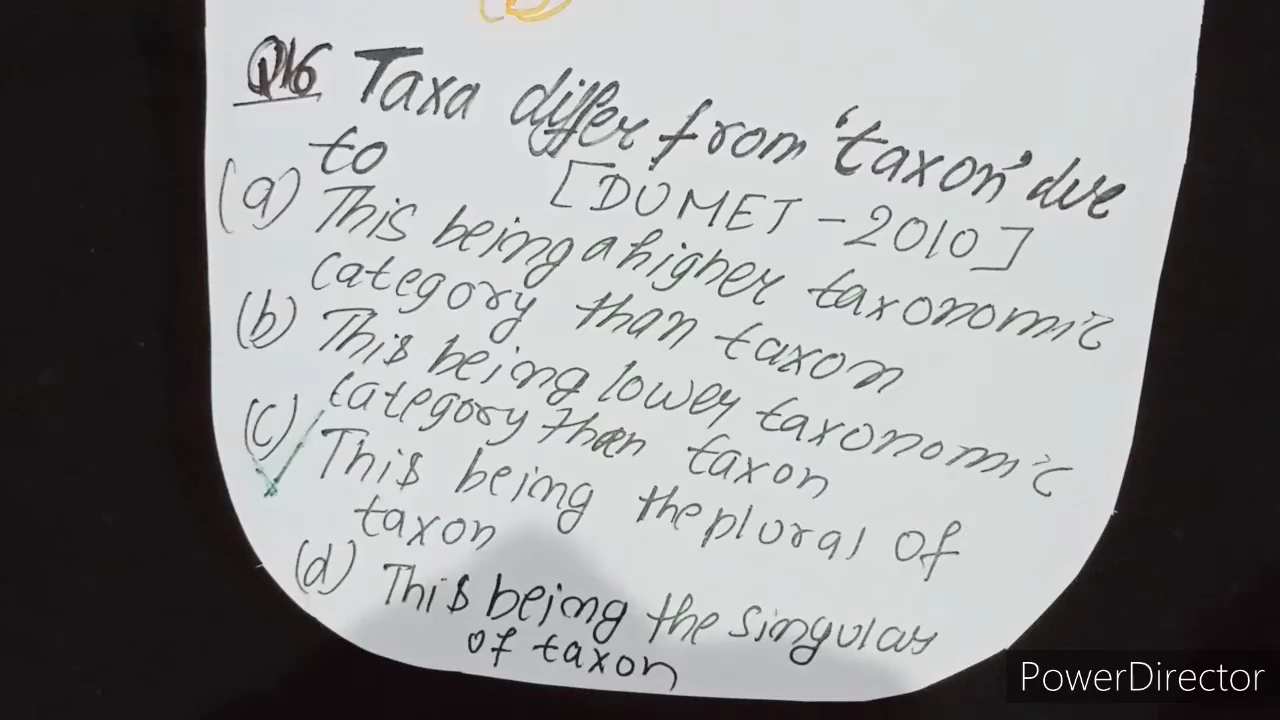 Q16 Taxa differ from 'taxon' due
to [DUMET - 2010]
(a) This being a higher taxonomic
category than taxon
(b) This being lower taxonomic
category than taxon
(c) This being the plural of
taxon
(d) This being the singular
of taxon
PowerDirector